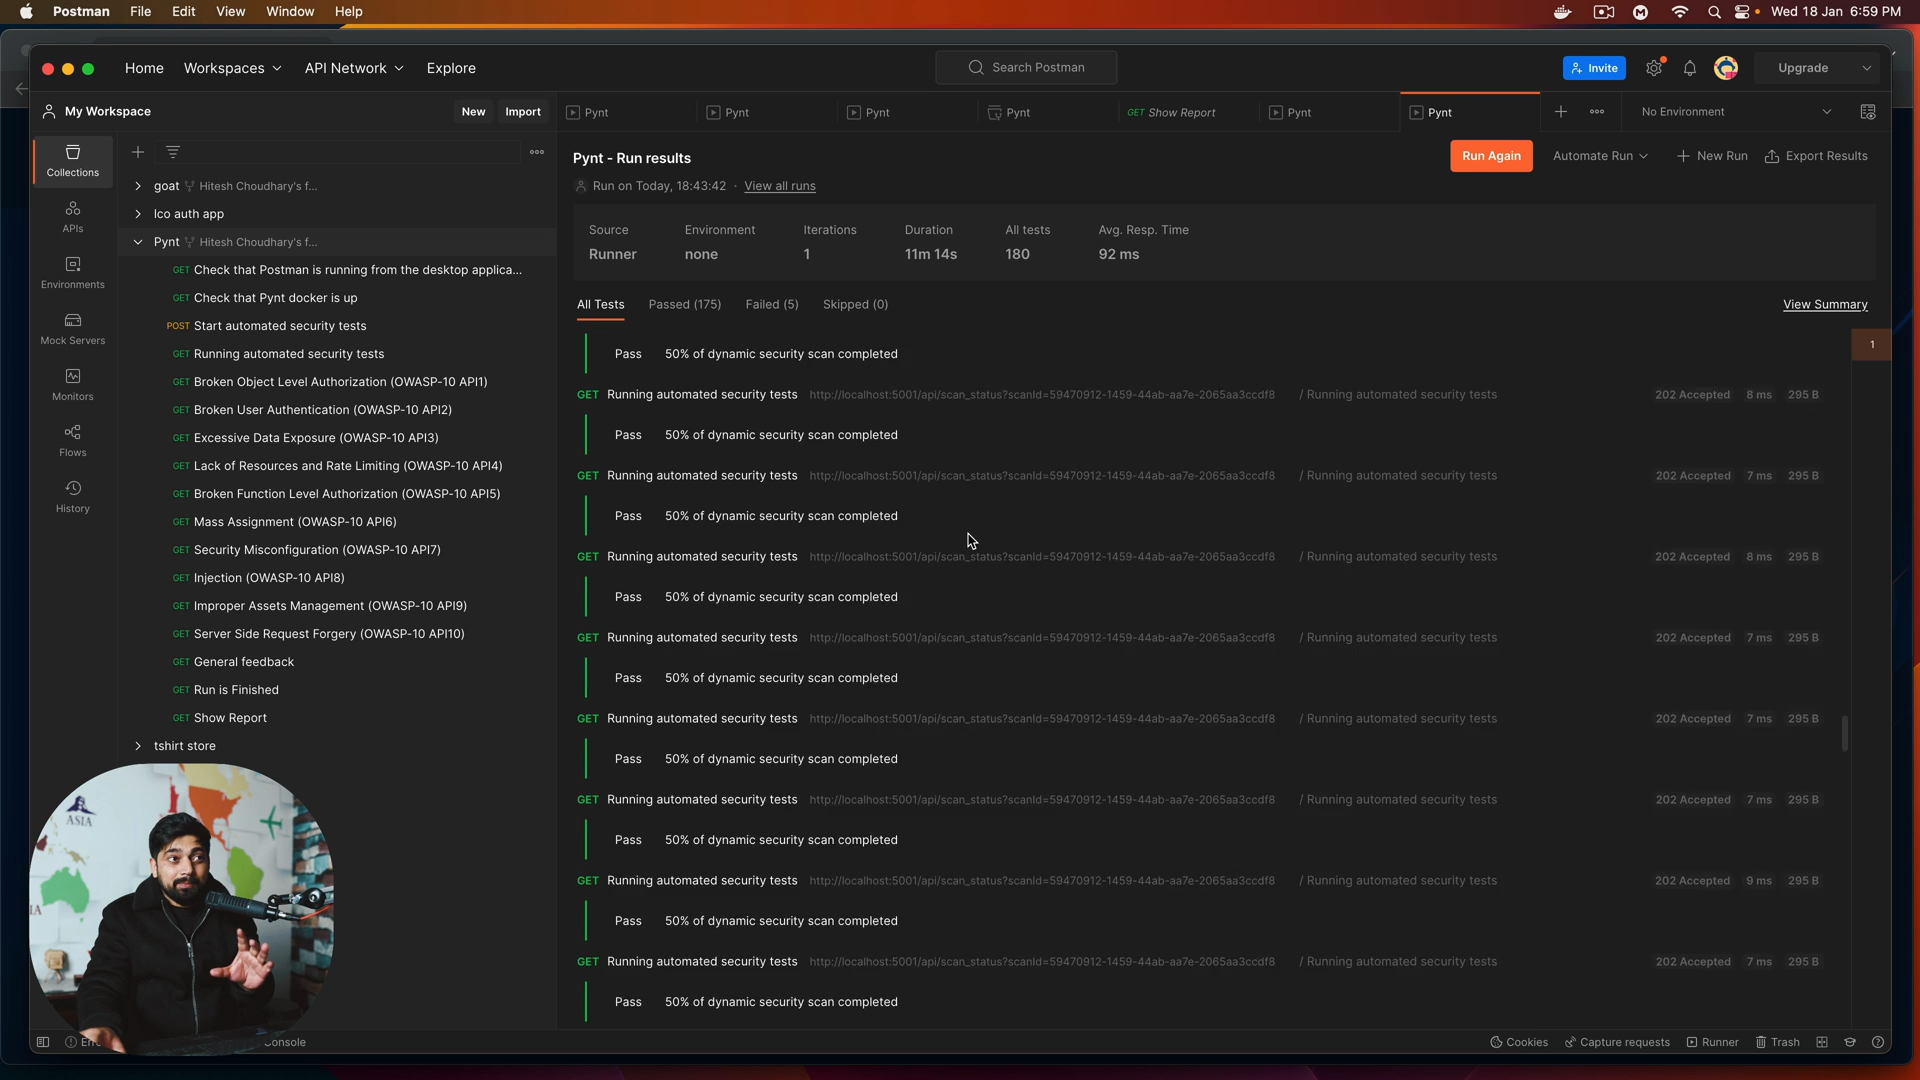 Postman File Edit View Window Help
Wed 18 Jan 6:59 PM
Home Workspaces API Network Explore
Search Postman
Invite
Upgrade
My Workspace
New Import
Pynt
Pynt
Pynt
Pynt
GET Show Report
Pynt
Pynt
No Environment
Collections
APIs
Environments
Mock Servers
Monitors
Flows
History
goat Hitesh Choudhary's f...
lco auth app
Pynt Hitesh Choudhary's f...
GET Check that Postman is running from the desktop applica...
GET Check that Pynt docker is up
POST Start automated security tests
GET Running automated security tests
GET Broken Object Level Authorization (OWASP-10 API1)
GET Broken User Authentication (OWASP-10 API2)
GET Excessive Data Exposure (OWASP-10 API3)
GET Lack of Resources and Rate Limiting (OWASP-10 API4)
GET Broken Function Level Authorization (OWASP-10 API5)
GET Mass Assignment (OWASP-10 API6)
GET Security Misconfiguration (OWASP-10 API7)
GET Injection (OWASP-10 API8)
GET Improper Assets Management (OWASP-10 API9)
GET Server Side Request Forgery (OWASP-10 API10)
GET General feedback
GET Run is Finished
GET Show Report
tshirt store
Pynt - Run results
Run Again Automate Run New Run Export Results
Run on Today, 18:43:42 · View all runs
Source Environment Iterations Duration All tests Avg. Resp. Time
Runner none 1 11m 14s 180 92 ms
All Tests Passed (175) Failed (5) Skipped (0) View Summary
1
Pass 50% of dynamic security scan completed
GET Running automated security tests http://localhost:5001/api/scan_status?scanId=59470912-1459-44ab-aa7e-2065aa3ccdf8 / Running automated security tests 202 Accepted 8 ms 295 B
Pass 50% of dynamic security scan completed
GET Running automated security tests http://localhost:5001/api/scan_status?scanId=59470912-1459-44ab-aa7e-2065aa3ccdf8 / Running automated security tests 202 Accepted 7 ms 295 B
Pass 50% of dynamic security scan completed
GET Running automated security tests http://localhost:5001/api/scan_status?scanId=59470912-1459-44ab-aa7e-2065aa3ccdf8 / Running automated security tests 202 Accepted 8 ms 295 B
Pass 50% of dynamic security scan completed
GET Running automated security tests http://localhost:5001/api/scan_status?scanId=59470912-1459-44ab-aa7e-2065aa3ccdf8 / Running automated security tests 202 Accepted 7 ms 295 B
Pass 50% of dynamic security scan completed
GET Running automated security tests http://localhost:5001/api/scan_status?scanId=59470912-1459-44ab-aa7e-2065aa3ccdf8 / Running automated security tests 202 Accepted 7 ms 295 B
Pass 50% of dynamic security scan completed
GET Running automated security tests http://localhost:5001/api/scan_status?scanId=59470912-1459-44ab-aa7e-2065aa3ccdf8 / Running automated security tests 202 Accepted 7 ms 295 B
Pass 50% of dynamic security scan completed
GET Running automated security tests http://localhost:5001/api/scan_status?scanId=59470912-1459-44ab-aa7e-2065aa3ccdf8 / Running automated security tests 202 Accepted 9 ms 295 B
Pass 50% of dynamic security scan completed
GET Running automated security tests http://localhost:5001/api/scan_status?scanId=59470912-1459-44ab-aa7e-2065aa3ccdf8 / Running automated security tests 202 Accepted 7 ms 295 B
Pass 50% of dynamic security scan completed
ASIA
Cookies Capture requests Runner Trash